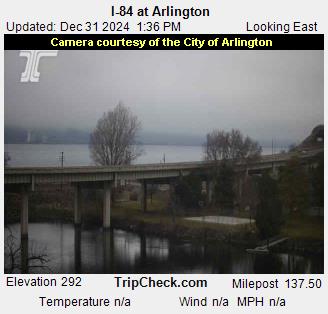 I-84 at Arlington
Updated: Dec 31 2024 1:36 PM Looking East
Camera courtesy of the City of Arlington
Elevation 292 TripCheck.com Milepost 137.50
Temperature n/a Wind n/a MPH n/a